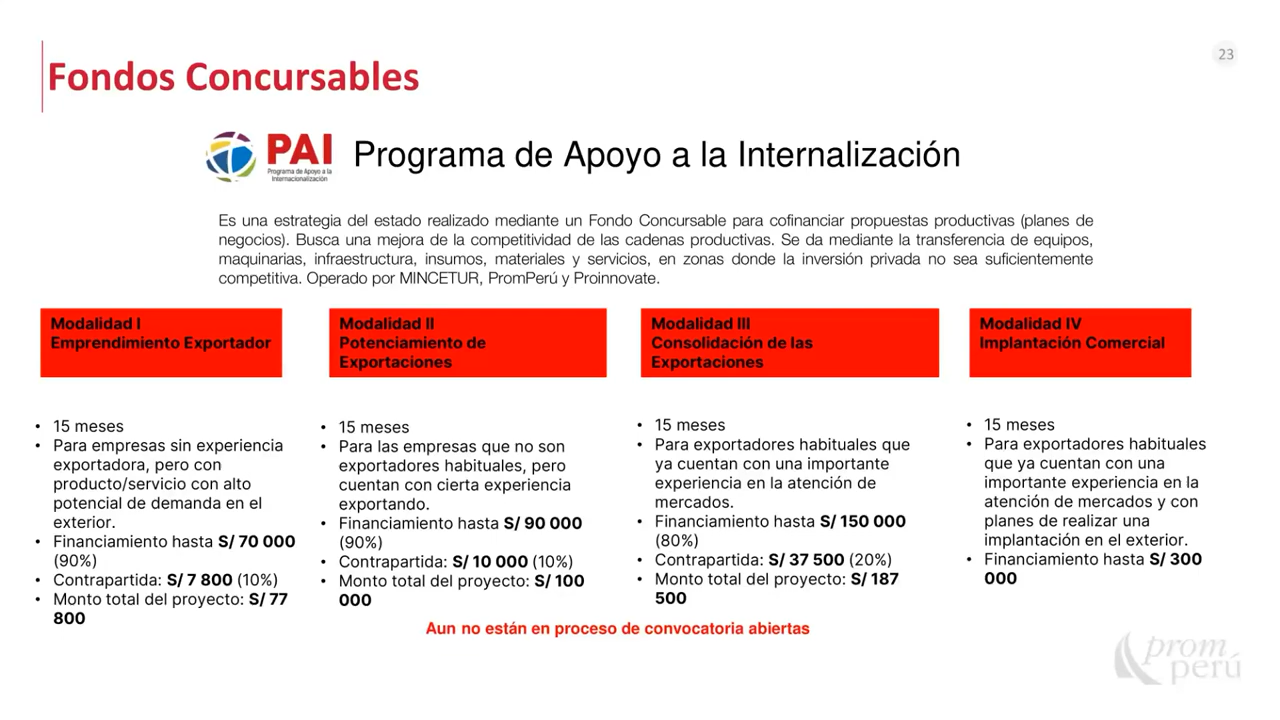 23
Fondos Concursables
PAI
Programa de Apoyo a la
Internacionalización
Programa de Apoyo a la Internalización
Es una estrategia del estado realizado mediante un Fondo Concursable para cofinanciar propuestas productivas (planes de
negocios). Busca una mejora de la competitividad de las cadenas productivas. Se da mediante la transferencia de equipos,
maquinarias, infraestructura, insumos, materiales y servicios, en zonas donde la inversión privada no sea suficientemente
competitiva. Operado por MINCETUR, PromPerú y Proinnovate.
Modalidad I
Emprendimiento Exportador
• 15 meses
• Para empresas sin experiencia
exportadora, pero con
producto/servicio con alto
potencial de demanda en el
exterior.
• Financiamiento hasta S/ 70 000
(90%)
• Contrapartida: S/ 7 800 (10%)
• Monto total del proyecto: S/ 77
800
Modalidad II
Potenciamiento de
Exportaciones
• 15 meses
• Para las empresas que no son
exportadores habituales, pero
cuentan con cierta experiencia
exportando.
• Financiamiento hasta S/ 90 000
(90%)
• Contrapartida: S/ 10 000 (10%)
• Monto total del proyecto: S/ 100
000
Modalidad III
Consolidación de las
Exportaciones
• 15 meses
• Para exportadores habituales que
ya cuentan con una importante
experiencia en la atención de
mercados.
• Financiamiento hasta S/ 150 000
(80%)
• Contrapartida: S/ 37 500 (20%)
• Monto total del proyecto: S/ 187
500
Modalidad IV
Implantación Comercial
• 15 meses
• Para exportadores habituales
que ya cuentan con una
importante experiencia en la
atención de mercados y con
planes de realizar una
implantación en el exterior.
• Financiamiento hasta S/ 300
000
Aun no están en proceso de convocatoria abiertas
prom
perú